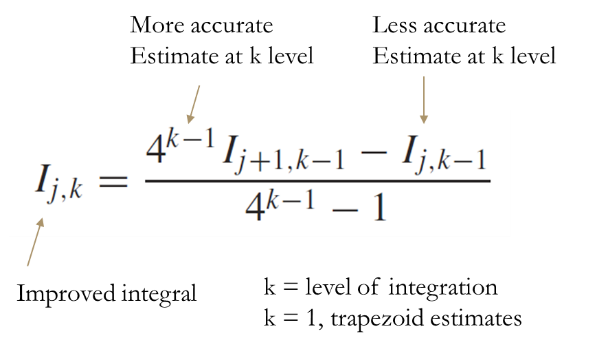 More accurate
Estimate at k level
Less accurate
Estimate at k level
I_{j,k} = \frac{4^{k-1} I_{j+1,k-1} - I_{j,k-1}}{4^{k-1} - 1}
Improved integral
k = level of integration
k = 1, trapezoid estimates